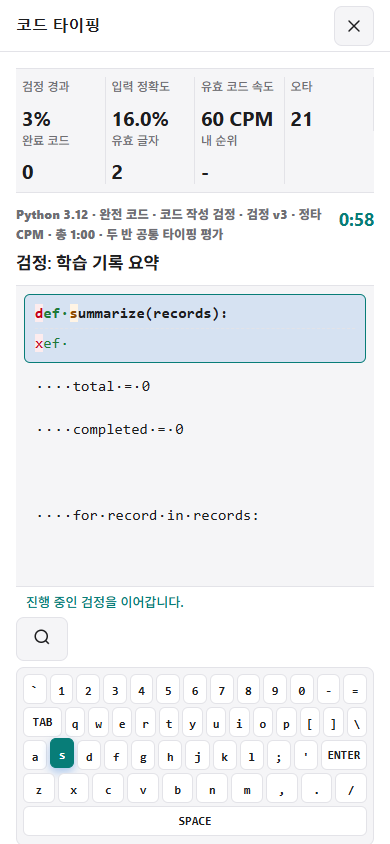 코드 타이핑
검정 경과 입력 정확도 유효 코드 속도 오타
3% 16.0% 60 CPM 21
완료 코드 유효 글자 내 순위
0 2 -
Python 3.12 · 완전 코드 · 코드 작성 검정 · 검정 v3 · 정타
CPM · 총 1:00 · 두 반 공통 타이핑 평가
0:58
검정: 학습 기록 요약
def·summarize(records):
xef·
····total·=·0
····completed·=·0
····for·record·in·records:
진행 중인 검정을 이어갑니다.
` 1 2 3 4 5 6 7 8 9 0 - =
TAB q w e r t y u i o p [ ] \
a s d f g h j k l ; ' ENTER
z x c v b n m , . /
SPACE